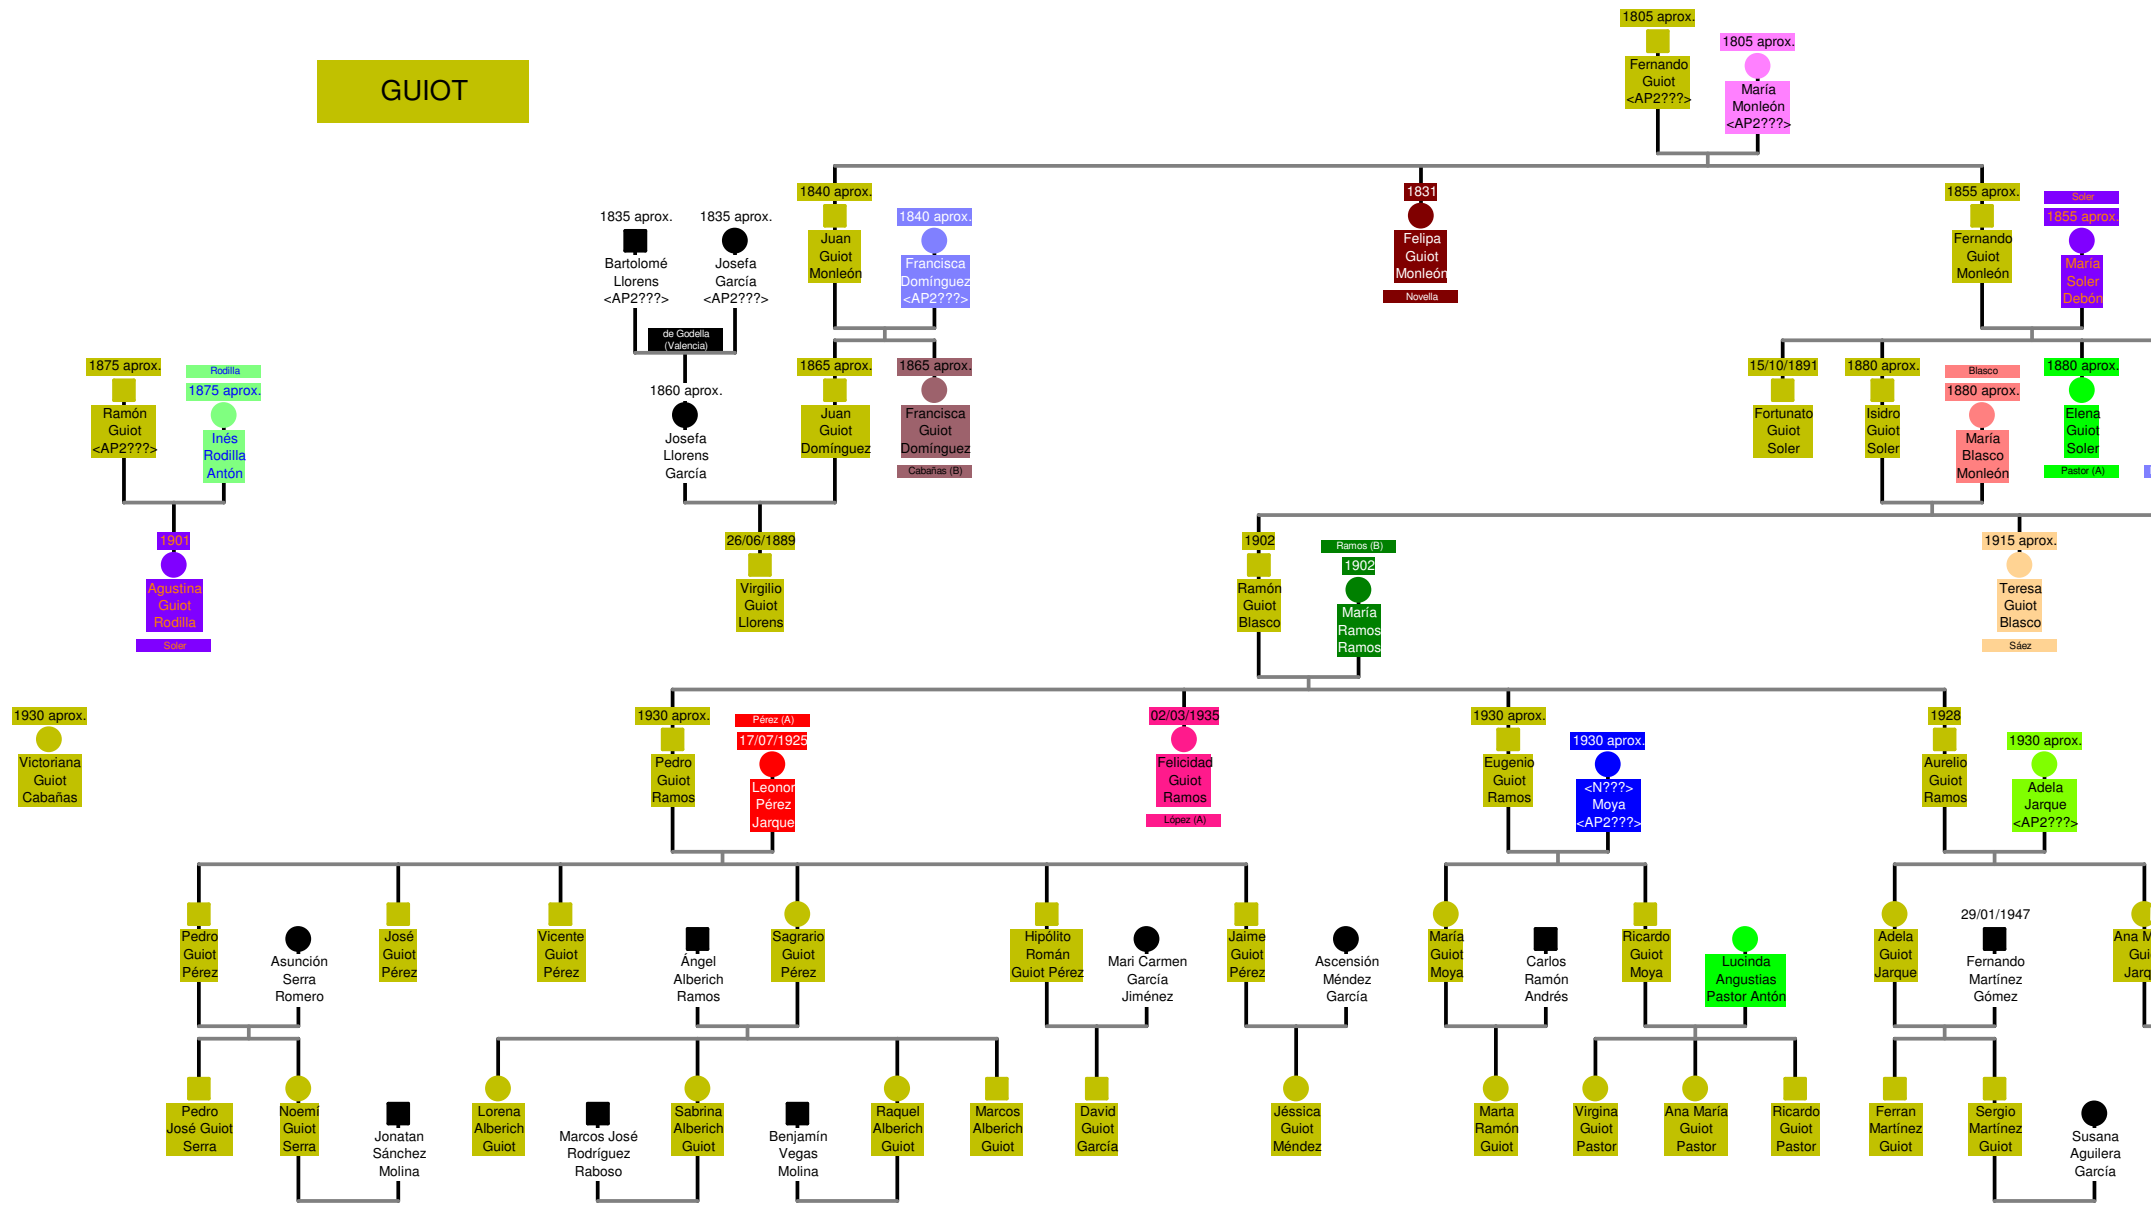 GUIOT
1805 aprox.
Fernando
Guiot
<AP2???>
1805 aprox.
María
Monleón
<AP2???>
1835 aprox.
Bartolomé
Llorens
<AP2???>
1835 aprox.
Josefa
García
<AP2???>
de Godella
(Valencia)
1840 aprox.
Juan
Guiot
Monleón
1840 aprox.
Francisca
Domínguez
<AP2???>
1831
Felipa
Guiot
Monleón
Novella
1855 aprox.
Fernando
Guiot
Monleón
Soler
1855 aprox.
María
Soler
Debón
1875 aprox.
Ramón
Guiot
<AP2???>
Rodilla
1875 aprox.
Inés
Rodilla
Antón
1860 aprox.
Josefa
Llorens
García
1865 aprox.
Juan
Guiot
Domínguez
1865 aprox.
Francisca
Guiot
Domínguez
Cabañas (B)
15/10/1891
Fortunato
Guiot
Soler
1880 aprox.
Isidro
Guiot
Soler
Blasco
1880 aprox.
María
Blasco
Monleón
1880 aprox.
Elena
Guiot
Soler
Pastor (A)
1901
Agustina
Guiot
Rodilla
Soler
26/06/1889
Virgilio
Guiot
Llorens
1902
Ramón
Guiot
Blasco
Ramos (B)
1902
María
Ramos
Ramos
1915 aprox.
Teresa
Guiot
Blasco
Sáez
1930 aprox.
Victoriana
Guiot
Cabañas
1930 aprox.
Pedro
Guiot
Ramos
Pérez (A)
17/07/1925
Leonor
Pérez
Jarque
02/03/1935
Felicidad
Guiot
Ramos
López (A)
1930 aprox.
Eugenio
Guiot
Ramos
1930 aprox.
<N???>
Moya
<AP2???>
1928
Aurelio
Guiot
Ramos
1930 aprox.
Adela
Jarque
<AP2???>
Pedro
Guiot
Pérez
Asunción
Serra
Romero
José
Guiot
Pérez
Vicente
Guiot
Pérez
Ángel
Alberich
Ramos
Sagrario
Guiot
Pérez
Hipólito
Román
Guiot Pérez
Mari Carmen
García
Jiménez
Jaime
Guiot
Pérez
Ascensión
Méndez
García
María
Guiot
Moya
Carlos
Ramón
Andrés
Ricardo
Guiot
Moya
Lucinda
Angustias
Pastor Antón
Adela
Guiot
Jarque
29/01/1947
Fernando
Martínez
Gómez
Ana M
Gui
Jarq
Pedro
José Guiot
Serra
Noemí
Guiot
Serra
Jonatan
Sánchez
Molina
Lorena
Alberich
Guiot
Marcos José
Rodríguez
Raboso
Sabrina
Alberich
Guiot
Benjamín
Vegas
Molina
Raquel
Alberich
Guiot
Marcos
Alberich
Guiot
David
Guiot
García
Jéssica
Guiot
Méndez
Marta
Ramón
Guiot
Virgina
Guiot
Pastor
Ana María
Guiot
Pastor
Ricardo
Guiot
Pastor
Ferran
Martínez
Guiot
Sergio
Martínez
Guiot
Susana
Aguilera
García